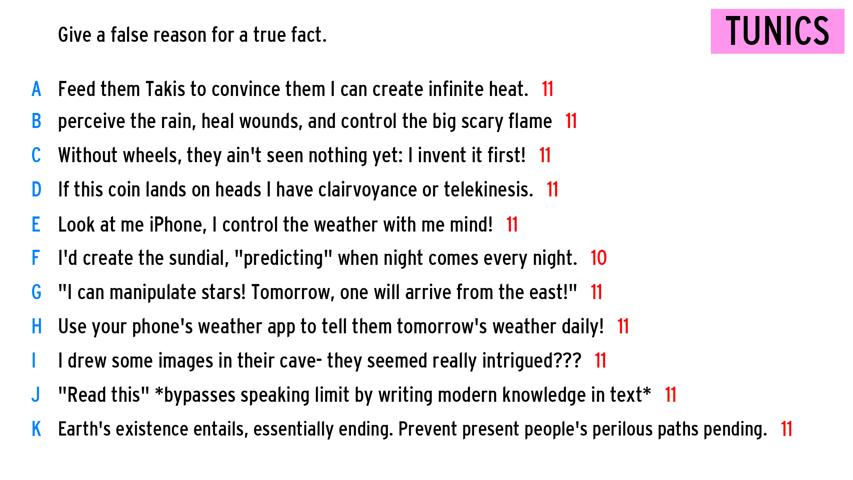 Give a false reason for a true fact.
TUNICS
A Feed them Takis to convince them I can create infinite heat. 11
B perceive the rain, heal wounds, and control the big scary flame 11
C Without wheels, they ain't seen nothing yet: I invent it first! 11
D If this coin lands on heads I have clairvoyance or telekinesis. 11
E Look at me iPhone, I control the weather with me mind! 11
F I'd create the sundial, "predicting" when night comes every night. 10
G "I can manipulate stars! Tomorrow, one will arrive from the east!" 11
H Use your phone's weather app to tell them tomorrow's weather daily! 11
I I drew some images in their cave- they seemed really intrigued??? 11
J "Read this" *bypasses speaking limit by writing modern knowledge in text* 11
K Earth's existence entails, essentially ending. Prevent present people's perilous paths pending. 11